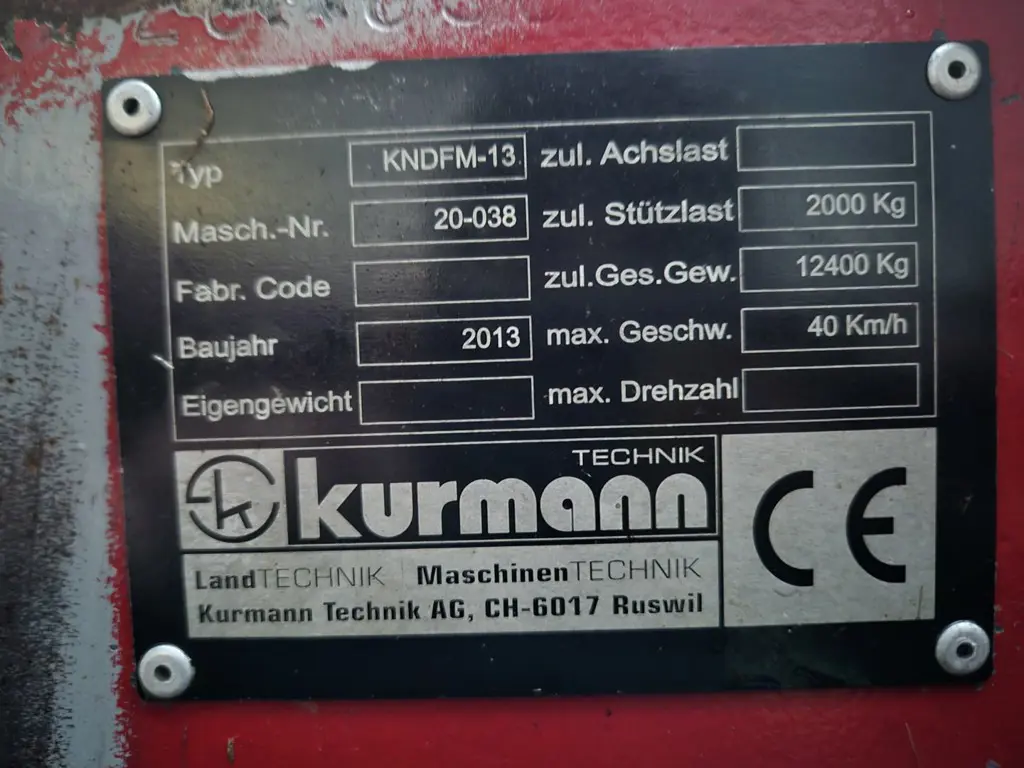 Typ KNDFM-13 zul. Achslast
Masch.-Nr. 20-038 zul. Stützlast 2000 Kg
Fabr. Code zul.Ges.Gew. 12400 Kg
Baujahr 2013 max. Geschw. 40 Km/h
Eigengewicht max. Drehzahl
TECHNIK
kurmann
LandTECHNIK MaschinenTECHNIK
Kurmann Technik AG, CH-6017 Ruswil
CE